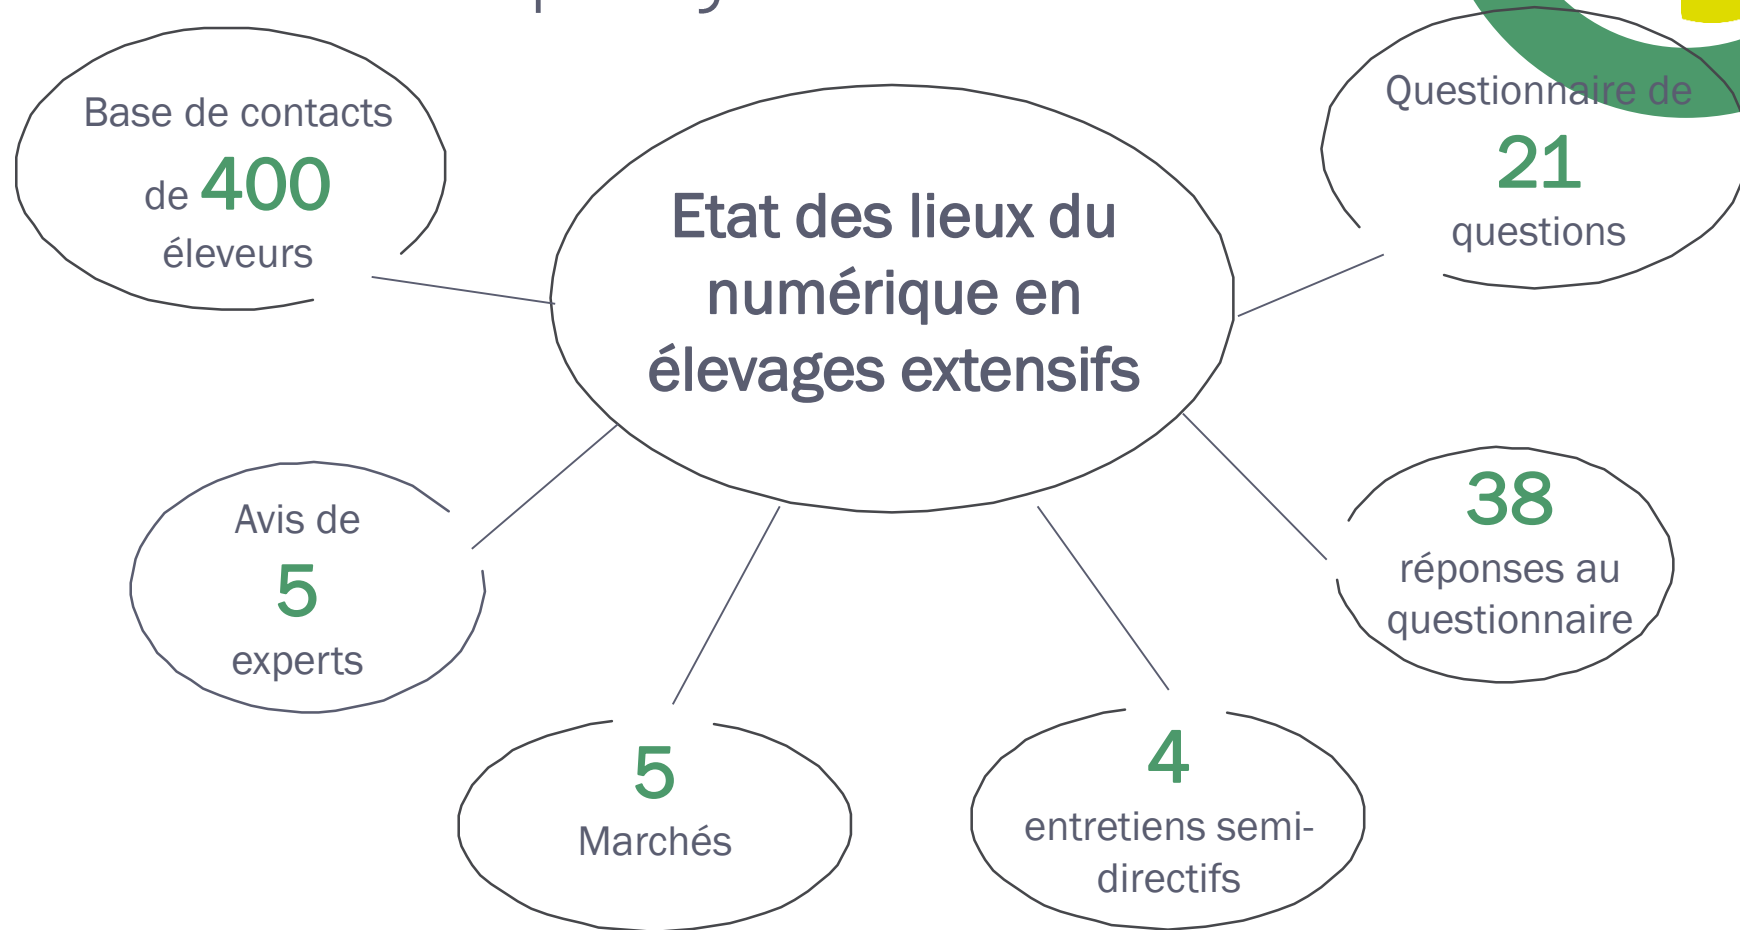 Base de contacts
de 400
éleveurs
Etat des lieux du
numérique en
élevages extensifs
Questionnaire de
21
questions
Avis de
5
experts
38
réponses au
questionnaire
5
Marchés
4
entretiens semi-
directifs